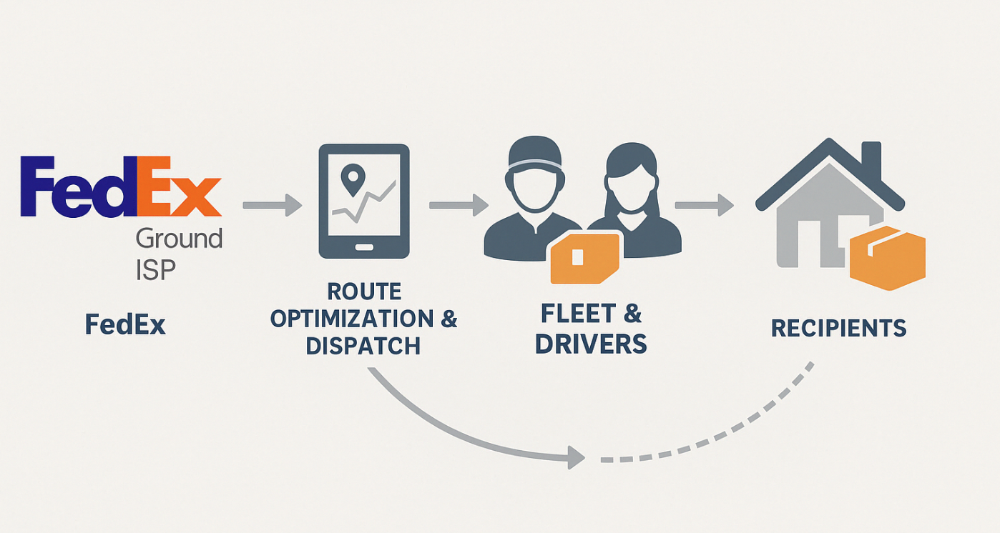 FedEx
Ground
ISP
FedEx
ROUTE
OPTIMIZATION &
DISPATCH
FLEET &
DRIVERS
RECIPIENTS